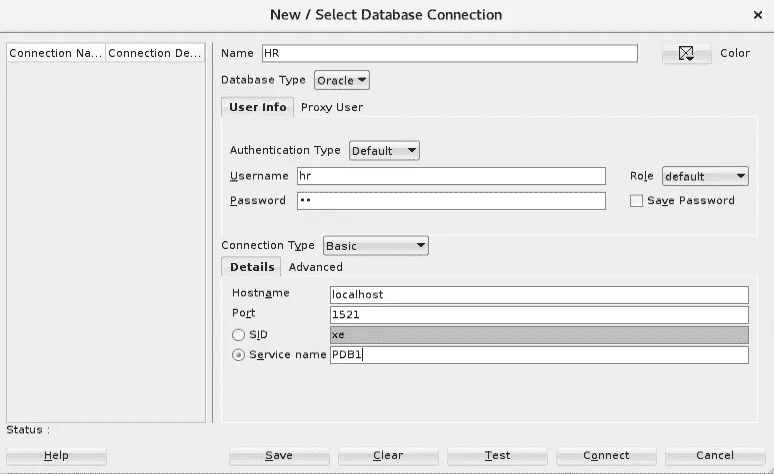 New / Select Database Connection
Connection Na... Connection De...
Name HR Color
Database Type Oracle
User Info Proxy User
Authentication Type Default
Username hr Role default
Password •• Save Password
Connection Type Basic
Details Advanced
Hostname localhost
Port 1521
SID xe
Service name PDB1
Status :
Help Save Clear Test Connect Cancel